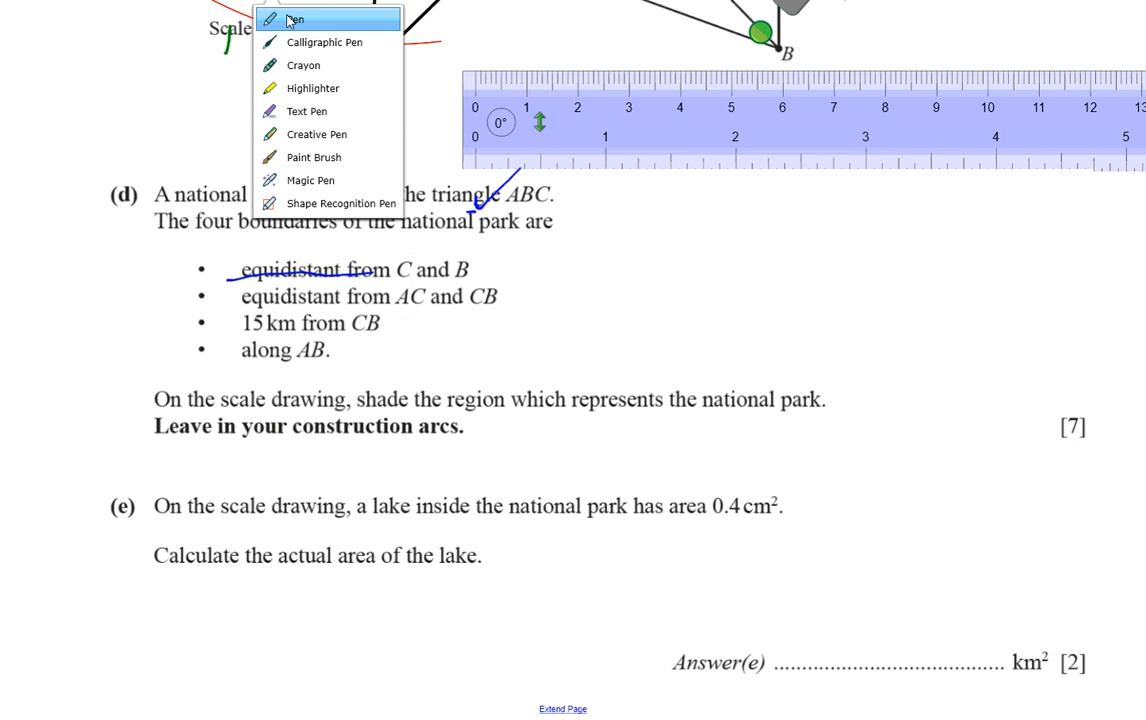 Pen
Scale
Calligraphic Pen
B
Crayon
Highlighter
0 1 2 3 4 5 6 7 8 9 10 11 12 13
Text Pen
0°
Creative Pen
0 1 2 3 4 5
Paint Brush
Magic Pen
(d) A national he triangle ABC.
Shape Recognition Pen
The four boundaries of the national park are
• equidistant from C and B
• equidistant from AC and CB
• 15 km from CB
• along AB.
On the scale drawing, shade the region which represents the national park.
Leave in your construction arcs. [7]
(e) On the scale drawing, a lake inside the national park has area 0.4 cm².
Calculate the actual area of the lake.
Answer(e) .......................................... km² [2]
Extend Page